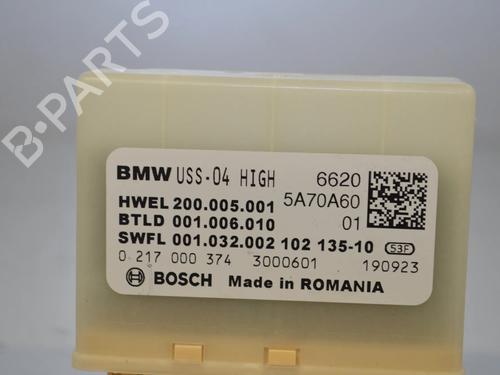 B-PARTS
BMW USS-04 HIGH 6620
HWEL 200.005.001 5A70A60
BTLD 001.006.010 01
SWFL 001.032.002 102 135-10 S3F
0 217 000 374 3000601 190923
BOSCH Made in ROMANIA